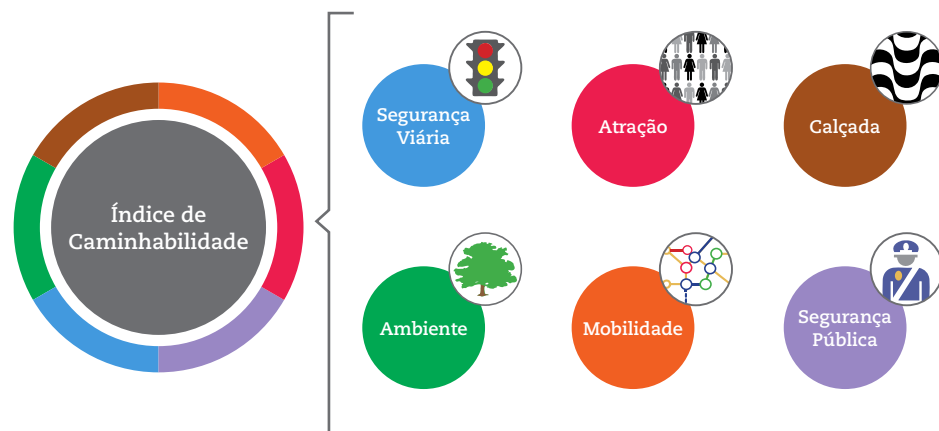 Índice de
Caminhabilidade
Segurança
Viária
Atração
Calçada
Ambiente
Mobilidade
Segurança
Pública